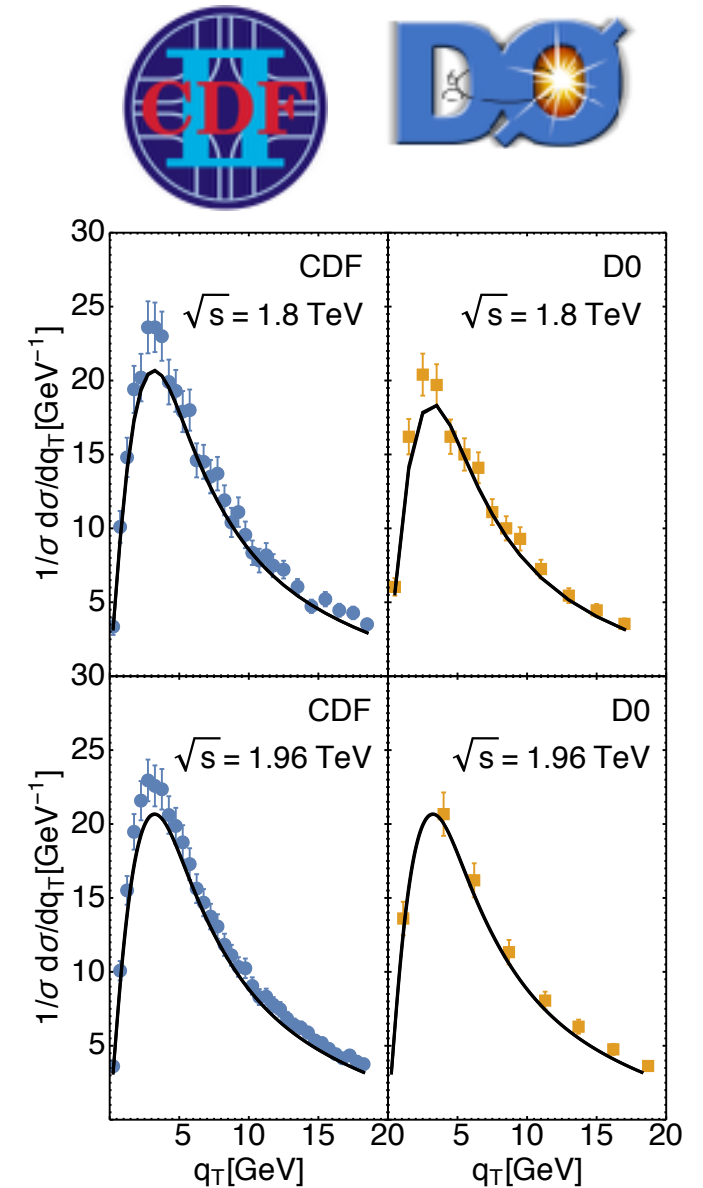 II
CDF
DØ
30
CDF
D0
25
√s = 1.8 TeV
√s = 1.8 TeV
20
15
10
5
1/σ dσ/dq_T[GeV⁻¹]
30
CDF
D0
25
√s = 1.96 TeV
√s = 1.96 TeV
20
15
10
5
1/σ dσ/dq_T[GeV⁻¹]
5 10 15 20 5 10 15 20
q_T[GeV]
q_T[GeV]